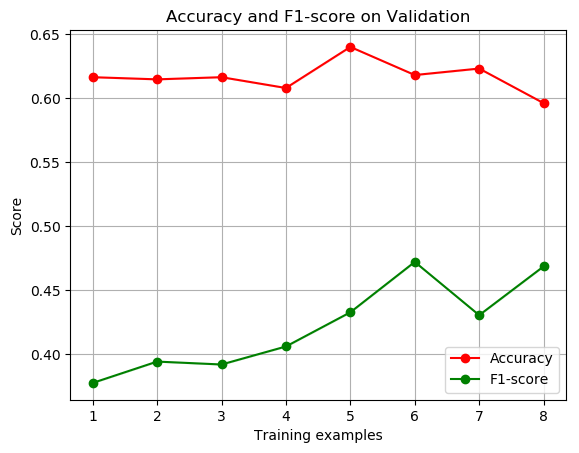 Accuracy and F1-score on Validation
0.65
0.60
0.55
0.50
0.45
0.40
Score
Accuracy
F1-score
1 2 3 4 5 6 7 8
Training examples